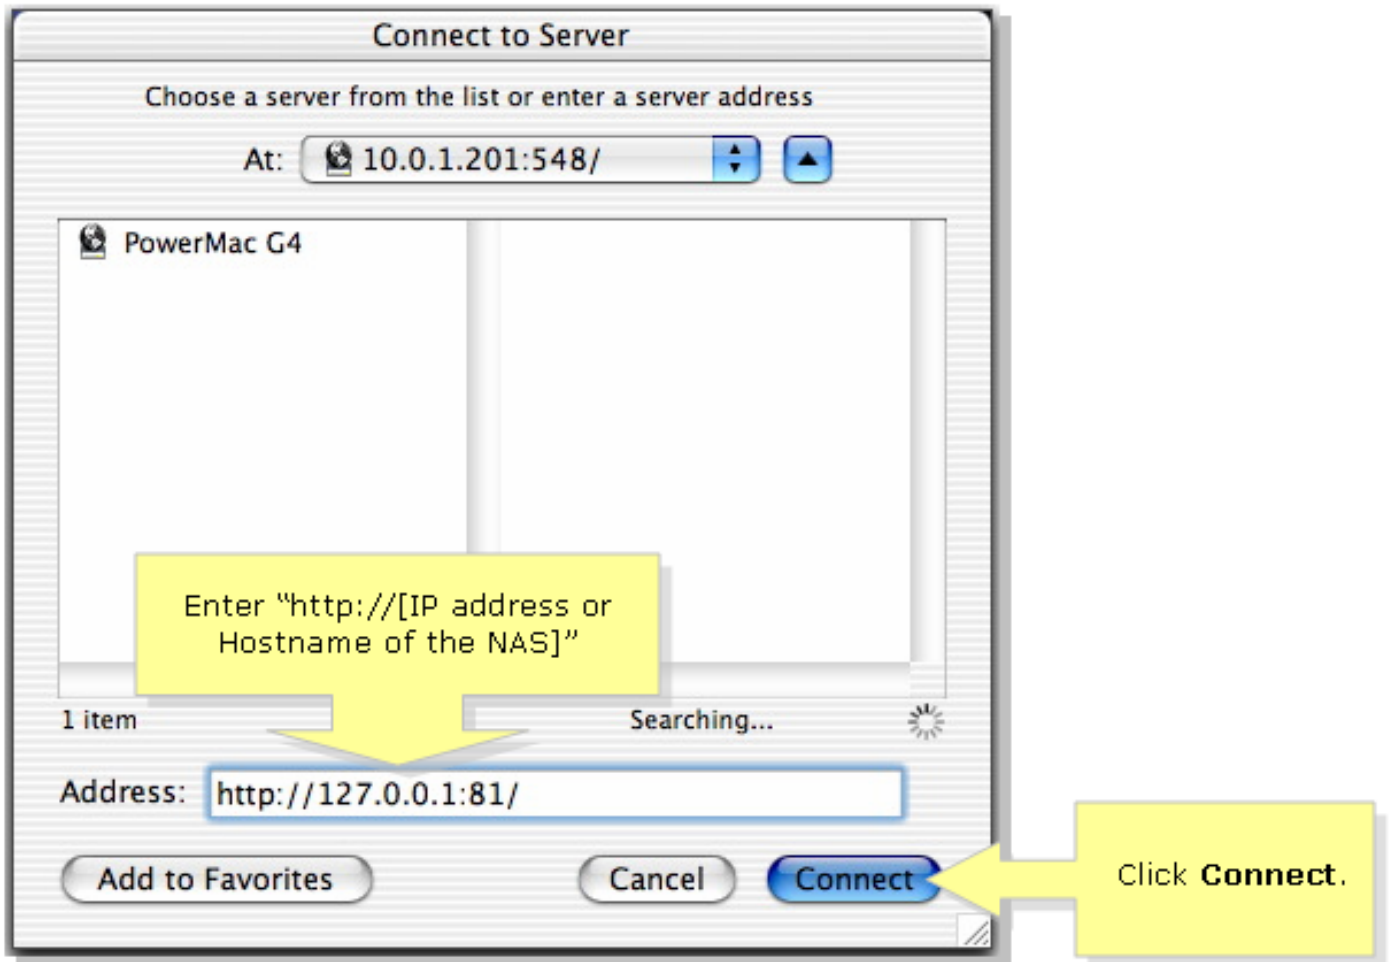 Connect to Server
Choose a server from the list or enter a server address
At: 10.0.1.201:548/
PowerMac G4
Enter “http://[IP address or
Hostname of the NAS]”
1 item
Searching...
Address: http://127.0.0.1:81/
Add to Favorites
Cancel
Connect
Click Connect.